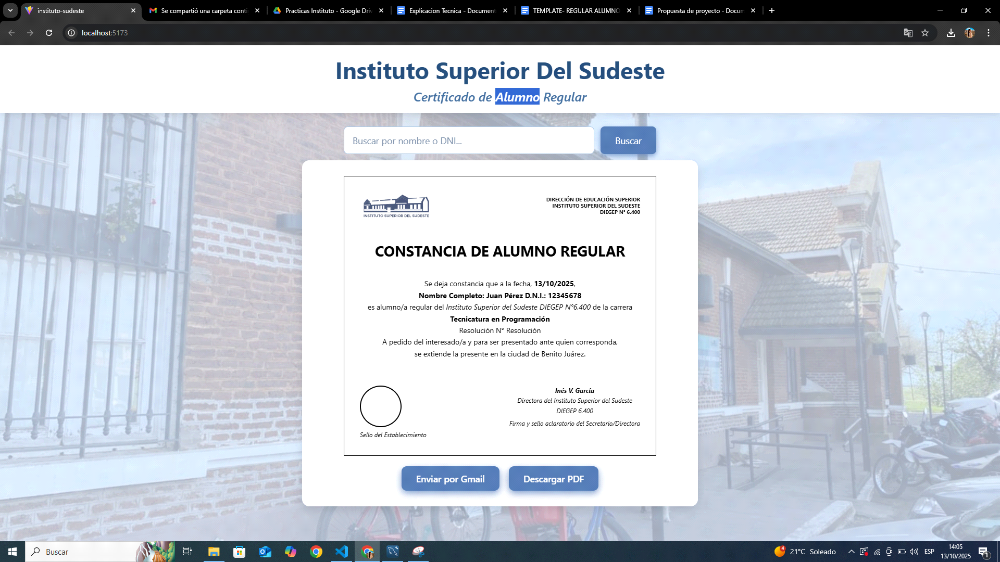 instituto-sudeste
Se compartió una carpeta conti
Practicas Instituto - Google Driv
Explicacion Tecnica - Document
TEMPLATE- REGULAR ALUMNO
Propuesta de proyecto - Docum
localhost:5173
Instituto Superior Del Sudeste
Certificado de Alumno Regular
Buscar por nombre o DNI...
Buscar
INSTITUTO SUPERIOR DEL SUDESTE
DIRECCIÓN DE EDUCACIÓN SUPERIOR
INSTITUTO SUPERIOR DEL SUDESTE
DIEGEP N° 6.400
CONSTANCIA DE ALUMNO REGULAR
Se deja constancia que a la fecha, 13/10/2025,
Nombre Completo: Juan Pérez D.N.I.: 12345678
es alumno/a regular del Instituto Superior del Sudeste DIEGEP N°6.400 de la carrera
Tecnicatura en Programación
Resolución N° Resolución
A pedido del interesado/a y para ser presentado ante quien corresponda,
se extiende la presente en la ciudad de Benito Juárez.
Sello del Establecimiento
Inés V. García
Directora del Instituto Superior del Sudeste
DIEGEP 6.400
Firma y sello aclaratorio del Secretario/Directora
Enviar por Gmail
Descargar PDF
Buscar
4
21°C Soleado
ESP
14:05
13/10/2025
1